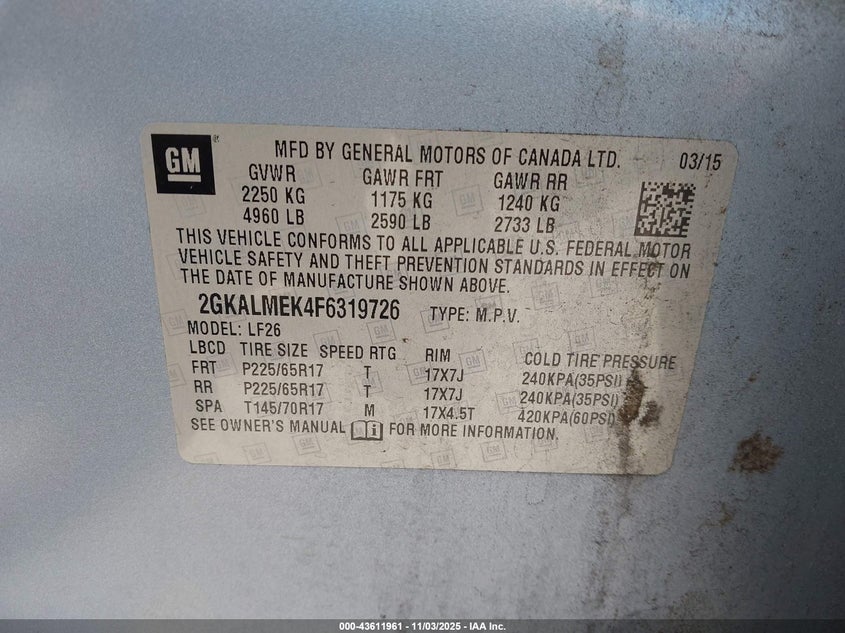 GM
MFD BY GENERAL MOTORS OF CANADA LTD. 03/15
GVWR GAWR FRT GAWR RR
2250 KG 1175 KG 1240 KG
4960 LB 2590 LB 2733 LB
THIS VEHICLE CONFORMS TO ALL APPLICABLE U.S. FEDERAL MOTOR
VEHICLE SAFETY AND THEFT PREVENTION STANDARDS IN EFFECT ON
THE DATE OF MANUFACTURE SHOWN ABOVE.
2GKALMEK4F6319726 TYPE: M.P.V.
MODEL: LF26
LBCD TIRE SIZE SPEED RTG RIM COLD TIRE PRESSURE
FRT P225/65R17 T 17X7J 240KPA(35PSI)
RR P225/65R17 T 17X7J 240KPA(35PSI)
SPA T145/70R17 M 17X4.5T 420KPA(60PSI)
SEE OWNER'S MANUAL FOR MORE INFORMATION.
000-43611961 - 11/03/2025 - IAA Inc.